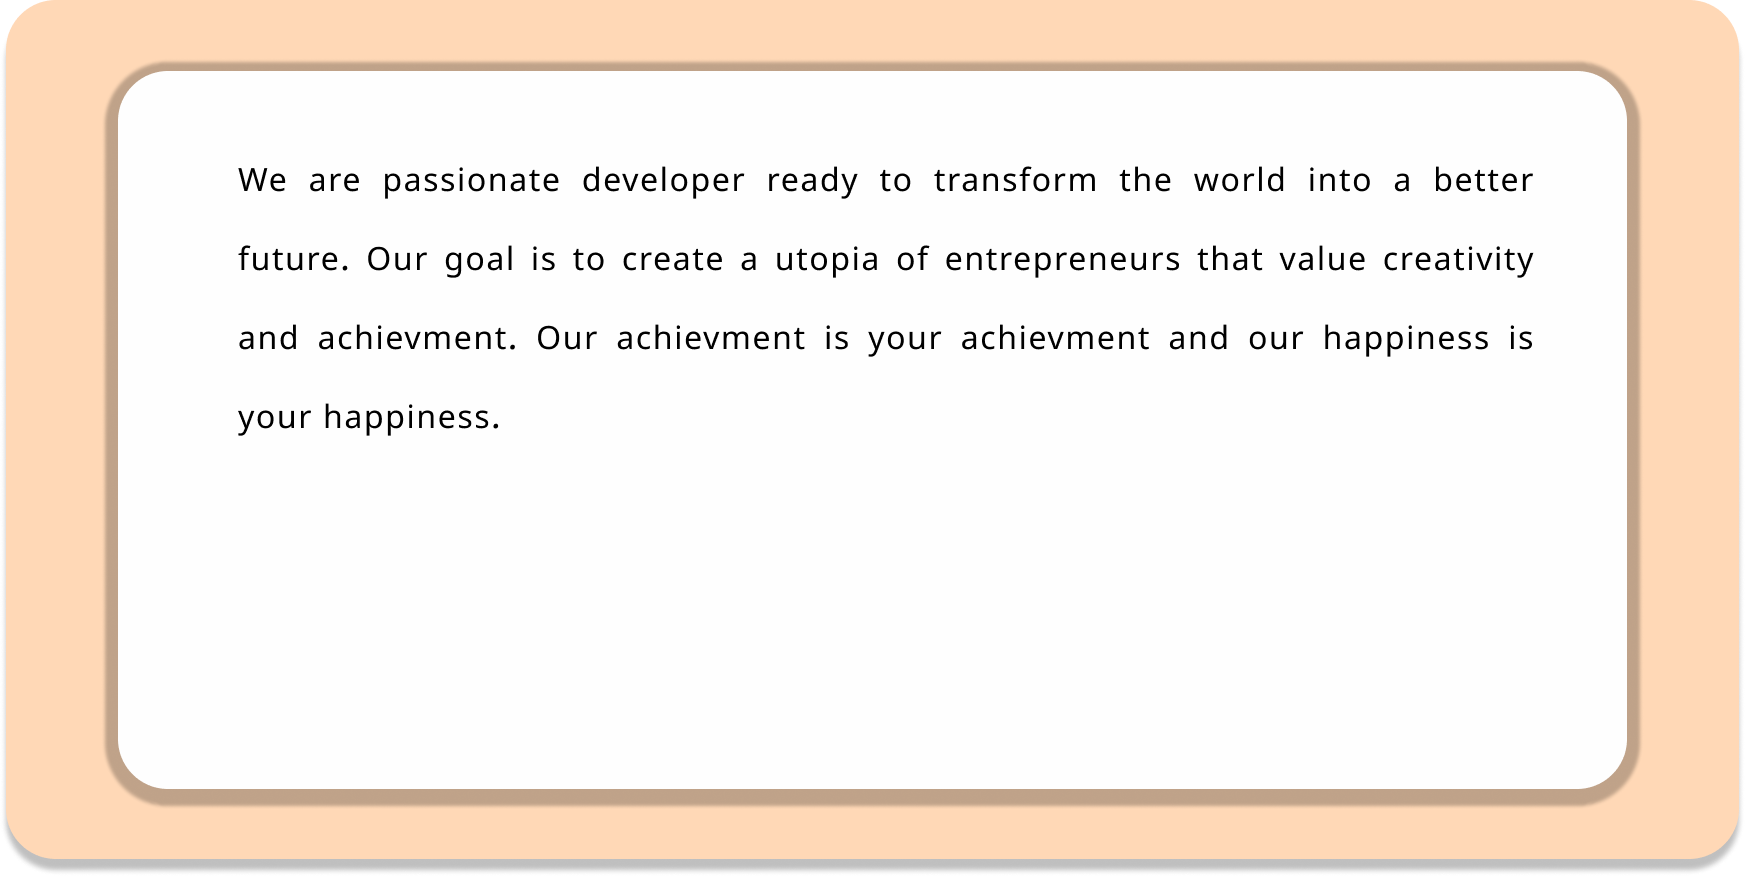 We are passionate developer ready to transform the world into a better
future. Our goal is to create a utopia of entrepreneurs that value creativity
and achievment. Our achievment is your achievment and our happiness is
your happiness.